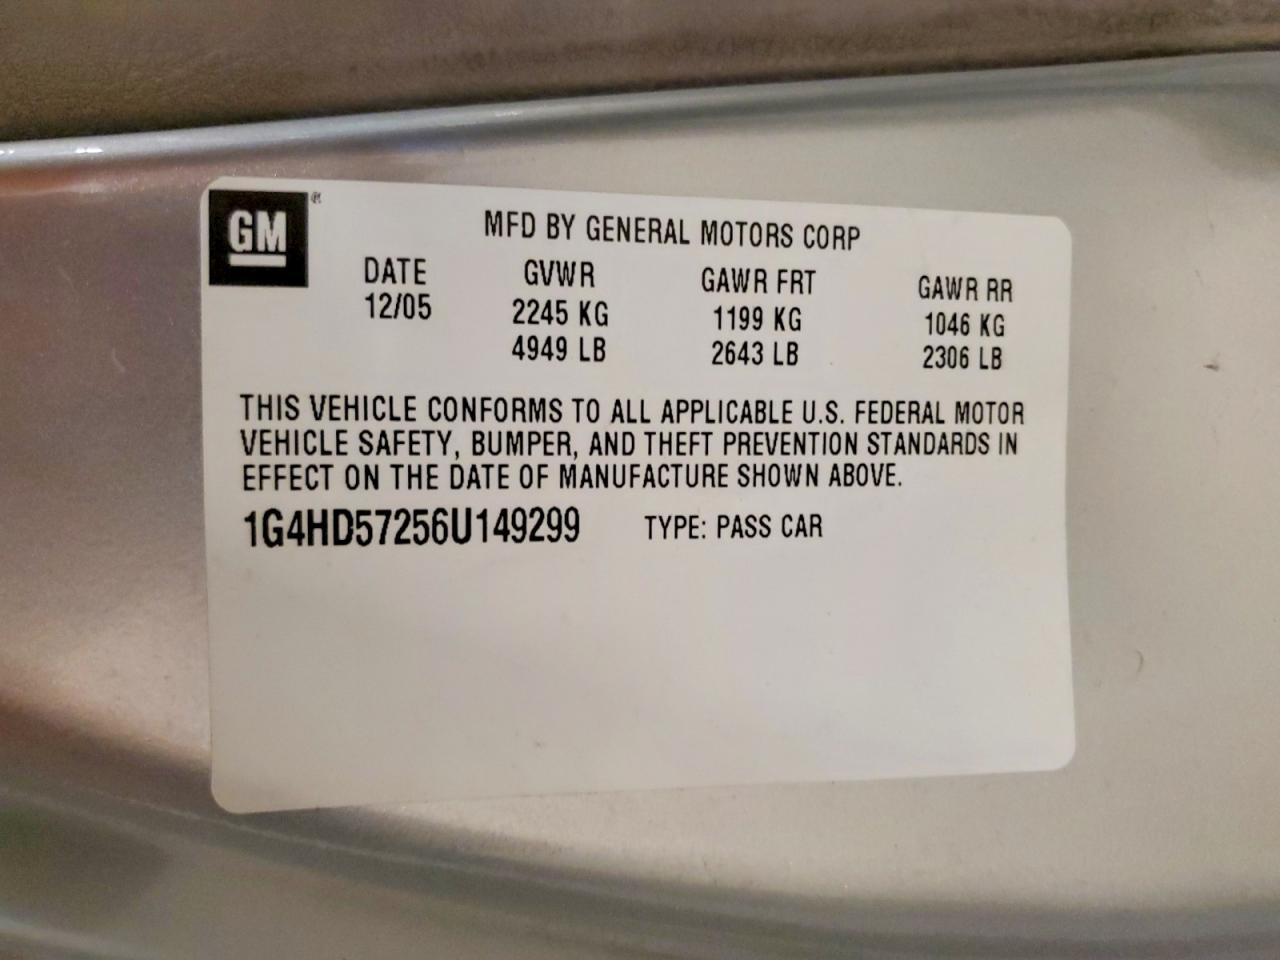 GM®
MFD BY GENERAL MOTORS CORP
DATE GVWR GAWR FRT GAWR RR
12/05 2245 KG 1199 KG 1046 KG
4949 LB 2643 LB 2306 LB
THIS VEHICLE CONFORMS TO ALL APPLICABLE U.S. FEDERAL MOTOR
VEHICLE SAFETY, BUMPER, AND THEFT PREVENTION STANDARDS IN
EFFECT ON THE DATE OF MANUFACTURE SHOWN ABOVE.
1G4HD57256U149299 TYPE: PASS CAR